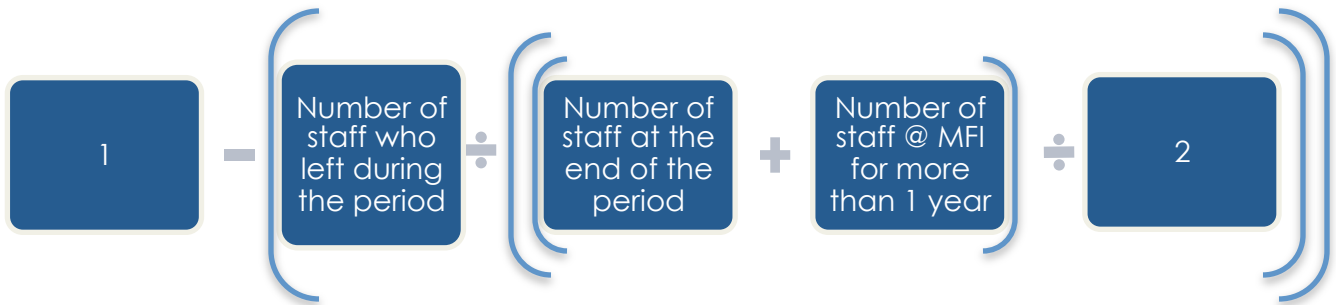 1
−
(
Number of
staff who
left during
the period
÷
(
(
Number of
staff at the
end of the
period
+
Number of
staff @ MFI
for more
than 1 year
)
÷
2
)
)